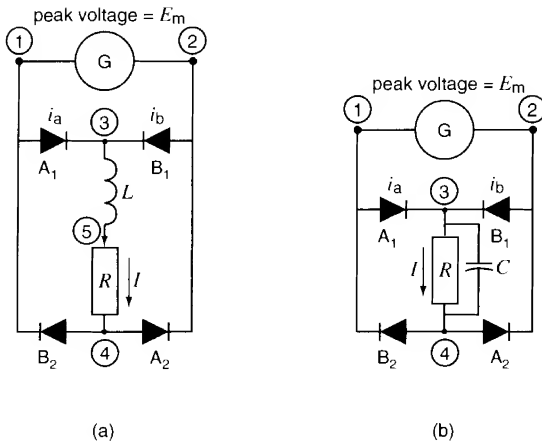 peak voltage = Em
1
2
G
3
ia
ib
A1
B1
L
5
R
I
4
B2
A2
(a)
peak voltage = Em
1
2
G
3
ia
ib
A1
B1
I
R
C
4
B2
A2
(b)